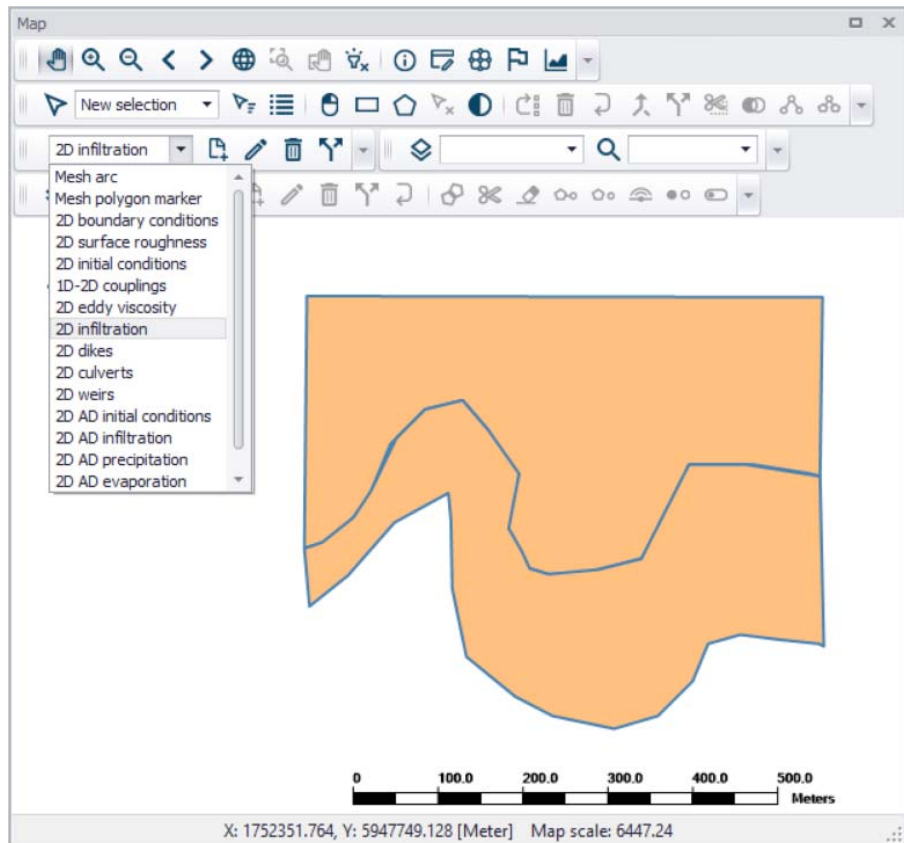 Map
New selection
2D infiltration
Mesh arc
Mesh polygon marker
2D boundary conditions
2D surface roughness
2D initial conditions
1D-2D couplings
2D eddy viscosity
2D infiltration
2D dikes
2D culverts
2D weirs
2D AD initial conditions
2D AD infiltration
2D AD precipitation
2D AD evaporation
0 100.0 200.0 300.0 400.0 500.0
Meters
X: 1752351.764, Y: 5947749.128 [Meter] Map scale: 6447.24